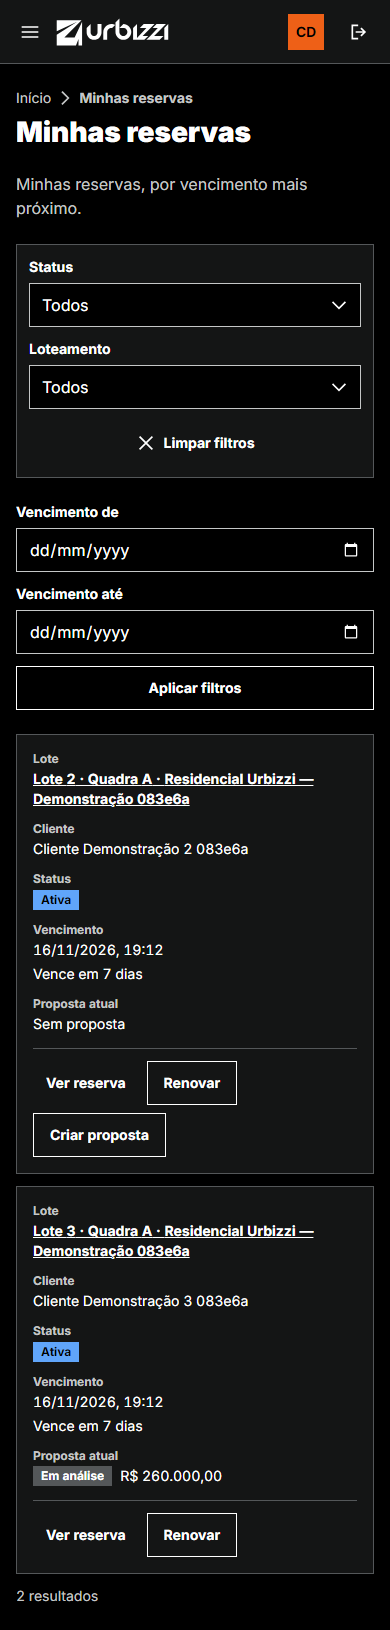 urbizzi
CD
Início
Minhas reservas
Minhas reservas
Minhas reservas, por vencimento mais
próximo.
Status
Todos
Loteamento
Todos
Limpar filtros
Vencimento de
dd/mm/yyyy
Vencimento até
dd/mm/yyyy
Aplicar filtros
Lote
Lote 2 · Quadra A · Residencial Urbizzi —
Demonstração 083e6a
Cliente
Cliente Demonstração 2 083e6a
Status
Ativa
Vencimento
16/11/2026, 19:12
Vence em 7 dias
Proposta atual
Sem proposta
Ver reserva
Renovar
Criar proposta
Lote
Lote 3 · Quadra A · Residencial Urbizzi —
Demonstração 083e6a
Cliente
Cliente Demonstração 3 083e6a
Status
Ativa
Vencimento
16/11/2026, 19:12
Vence em 7 dias
Proposta atual
Em análise R$ 260.000,00
Ver reserva
Renovar
2 resultados